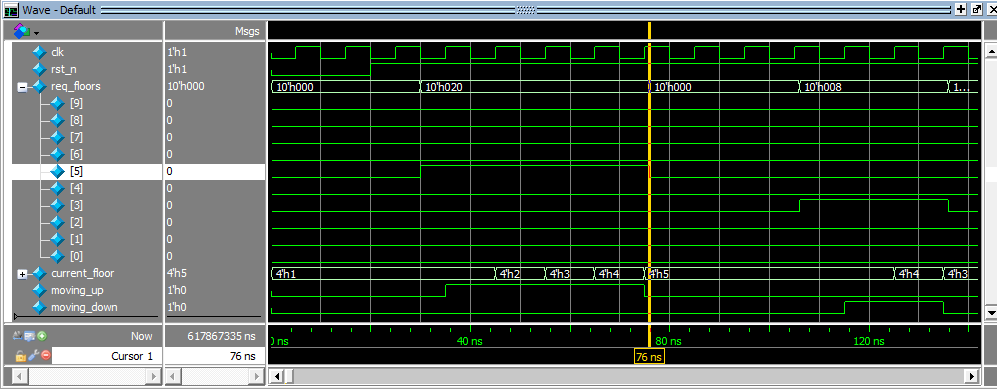 Wave - Default
Msgs
clk 1'h1
rst_n 1'h1
req_floors 10'h000 10'h000 10'h020 10'h000 10'h008 1...
[9] 0
[8] 0
[7] 0
[6] 0
[5] 0
[4] 0
[3] 0
[2] 0
[1] 0
[0] 0
current_floor 4'h5 4'h1 4'h2 4'h3 4'h4 4'h5 4'h4 4'h3
moving_up 1'h0
moving_down 1'h0
Now 617867335 ns ns 40 ns 80 ns 120 ns
Cursor 1 76 ns 76 ns